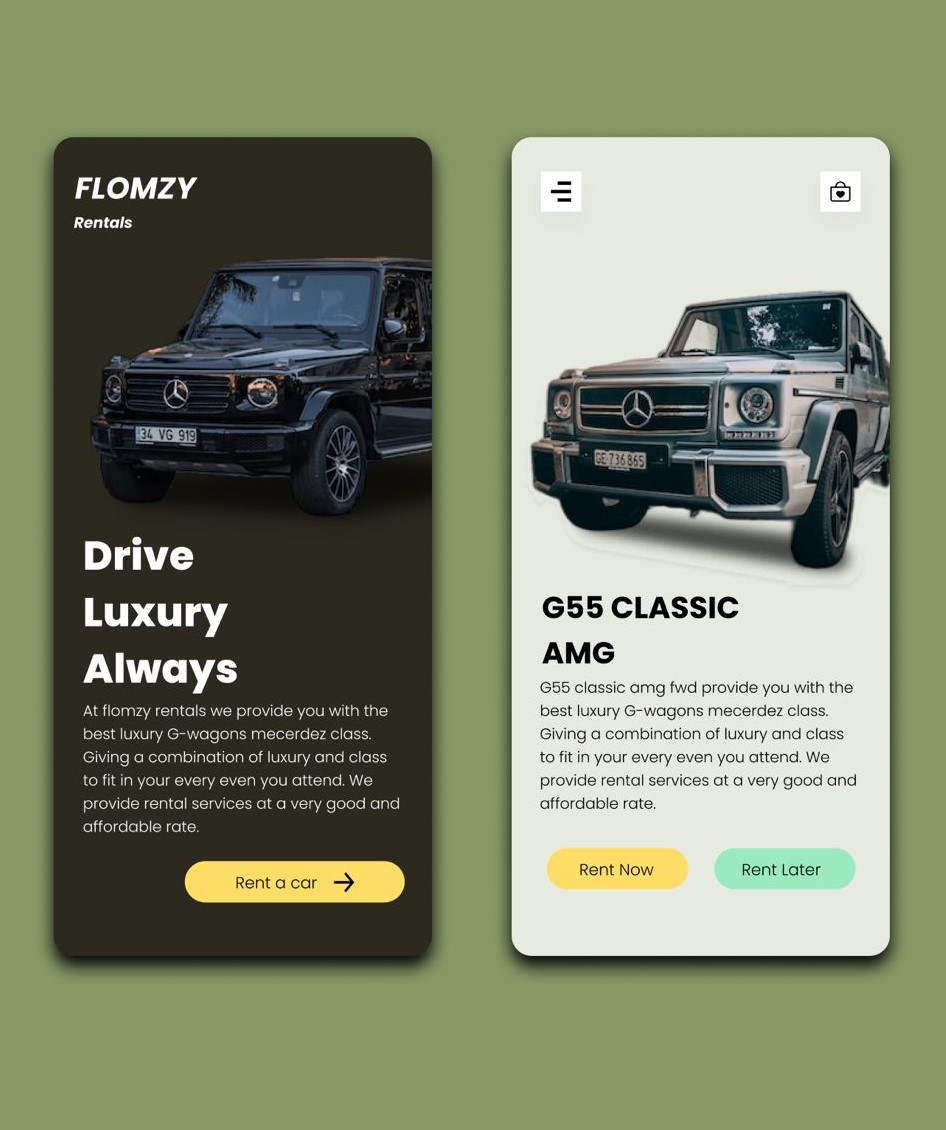 FLOMZY
Rentals
34 VG 919
Drive
Luxury
Always
At flomzy rentals we provide you with the
best luxury G-wagons mecerdez class.
Giving a combination of luxury and class
to fit in your every even you attend. We
provide rental services at a very good and
affordable rate.
Rent a car
GE·736865
G55 CLASSIC
AMG
G55 classic amg fwd provide you with the
best luxury G-wagons mecerdez class.
Giving a combination of luxury and class
to fit in your every even you attend. We
provide rental services at a very good and
affordable rate.
Rent Now
Rent Later